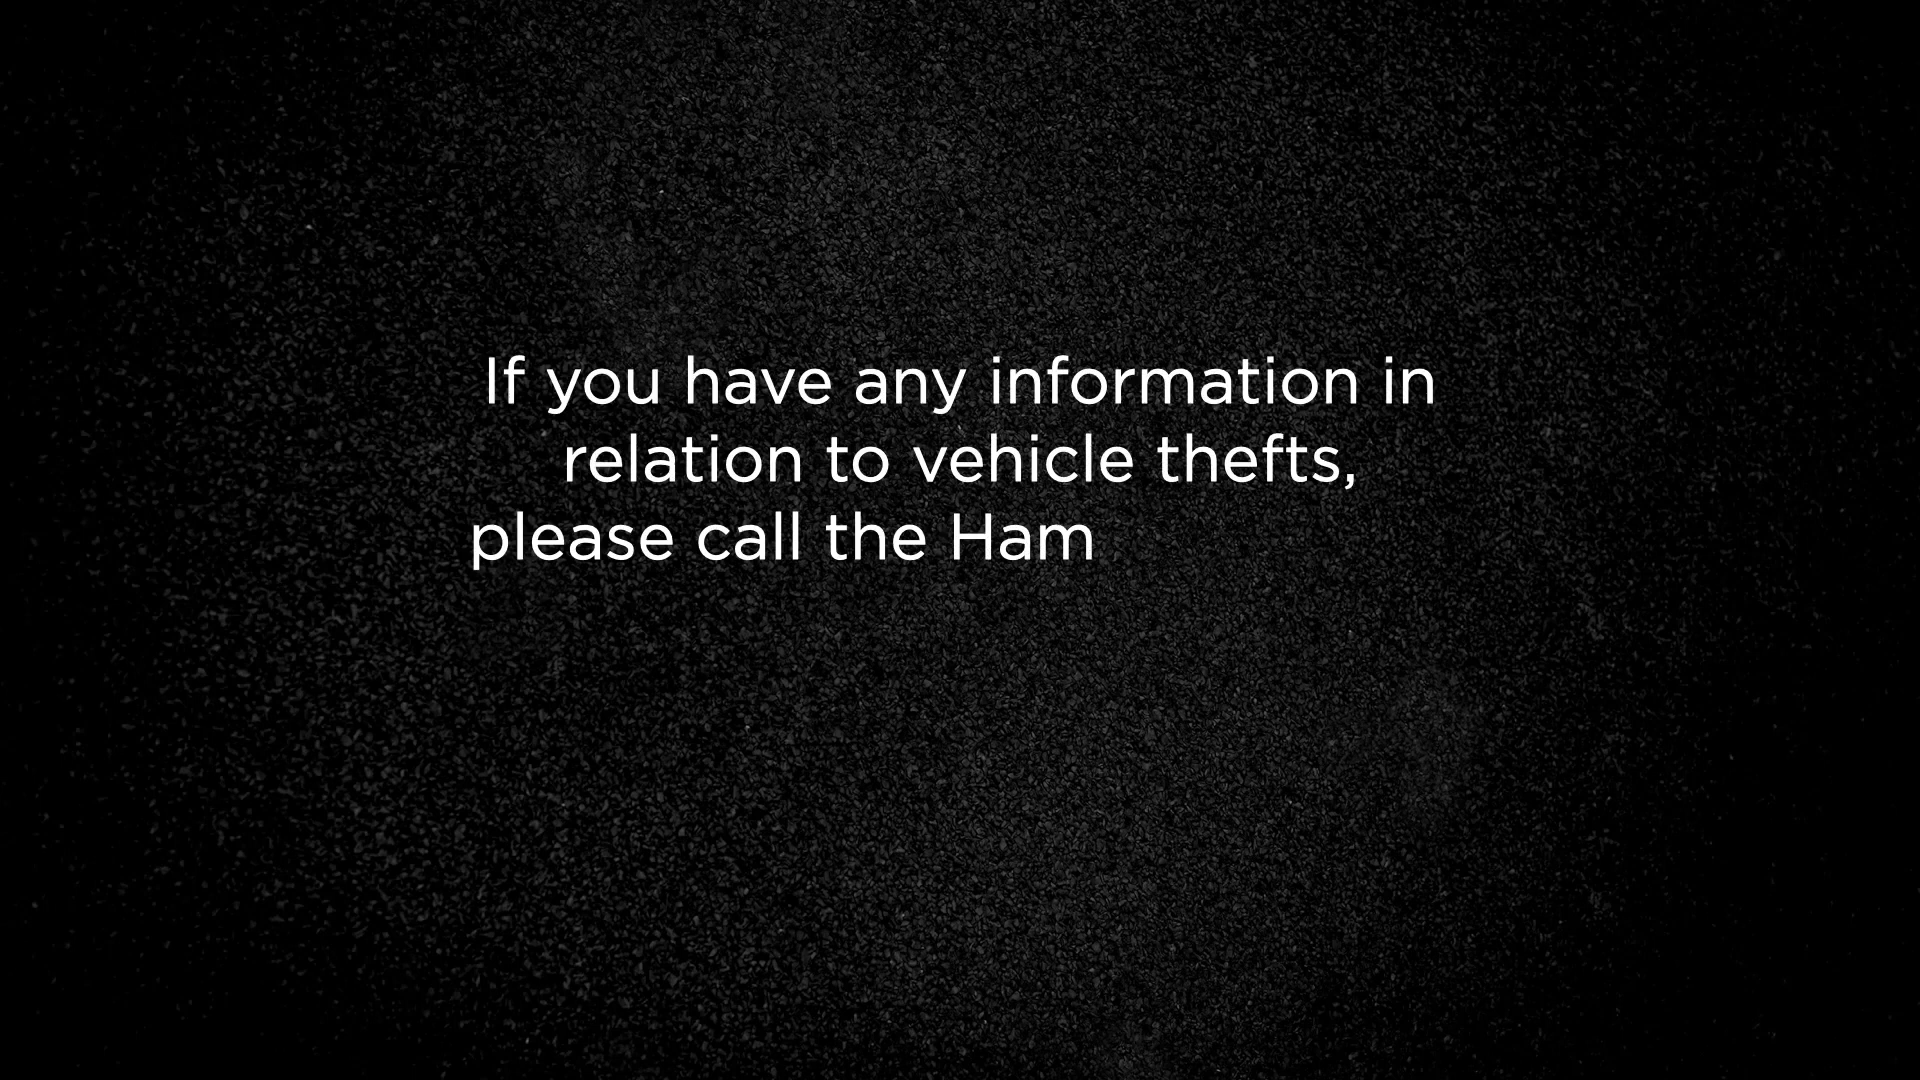 If you have any information in
relation to vehicle thefts,
please call the Ham